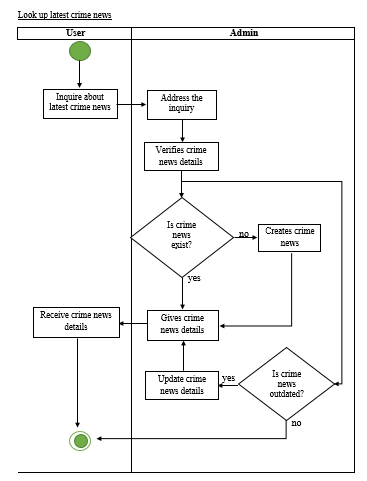 Look up latest crime news
User
Admin
Inquire about
latest crime news
Address the
inquiry
Verifies crime
news details
Is crime
news
exist?
no
Creates crime
news
yes
Receive crime news
details
Gives crime
news details
Update crime
news details
yes
Is crime
news
outdated?
no